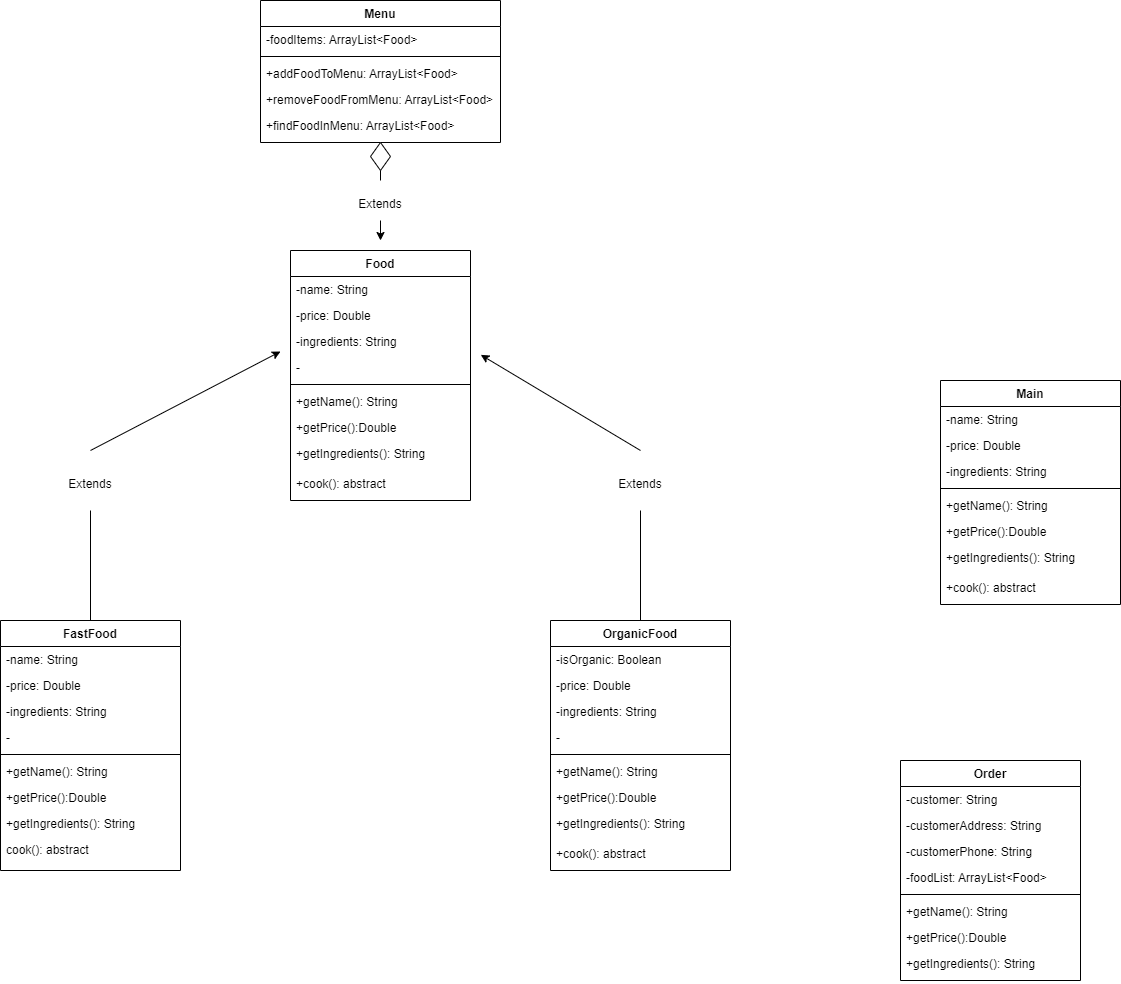 Menu
-foodItems: ArrayList<Food>
+addFoodToMenu: ArrayList<Food>
+removeFoodFromMenu: ArrayList<Food>
+findFoodInMenu: ArrayList<Food>
Extends
Food
-name: String
-price: Double
-ingredients: String
-
+getName(): String
+getPrice():Double
+getIngredients(): String
+cook(): abstract
Extends
Extends
FastFood
-name: String
-price: Double
-ingredients: String
-
+getName(): String
+getPrice():Double
+getIngredients(): String
cook(): abstract
OrganicFood
-isOrganic: Boolean
-price: Double
-ingredients: String
-
+getName(): String
+getPrice():Double
+getIngredients(): String
+cook(): abstract
Main
-name: String
-price: Double
-ingredients: String
+getName(): String
+getPrice():Double
+getIngredients(): String
+cook(): abstract
Order
-customer: String
-customerAddress: String
-customerPhone: String
-foodList: ArrayList<Food>
+getName(): String
+getPrice():Double
+getIngredients(): String